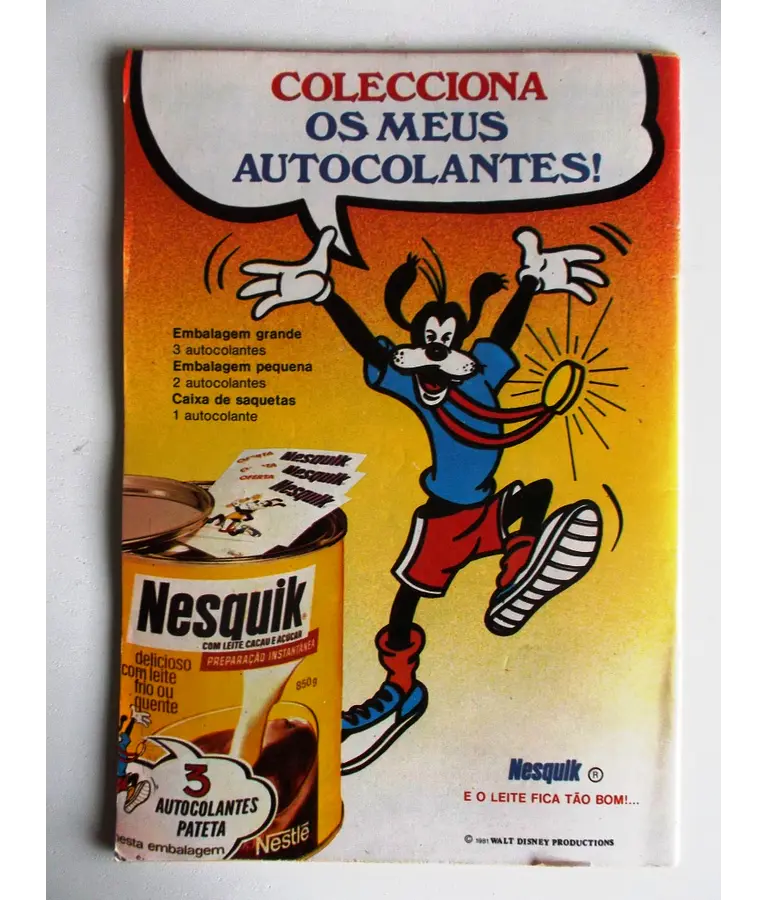 COLECCIONA
OS MEUS
AUTOCOLANTES!
Embalagem grande
3 autocolantes
Embalagem pequena
2 autocolantes
Caixa de saquetas
1 autocolante
Nesquik
Nesquik
OFERTA Nesquik
Nesquik
COM LEITE CACAU E AÇÚCAR
PREPARAÇÃO INSTANTÂNEA
delicioso
com leite
frio ou
quente
850g
3
AUTOCOLANTES
PATETA
nesta embalagem
Nestlé
Nesquik ®
E O LEITE FICA TÃO BOM!...
© 1981 WALT DISNEY PRODUCTIONS